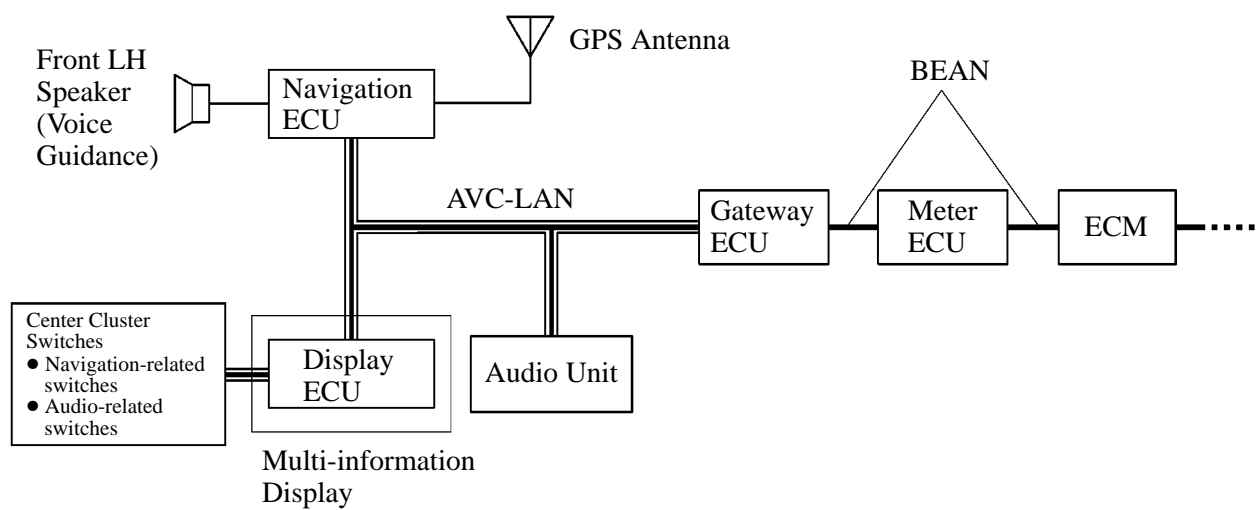 GPS Antenna
Front LH
Speaker
(Voice
Guidance)
Navigation
ECU
BEAN
AVC-LAN
Gateway
ECU
Meter
ECU
ECM
Center Cluster
Switches
● Navigation-related
switches
● Audio-related
switches
Display
ECU
Audio Unit
Multi-information
Display